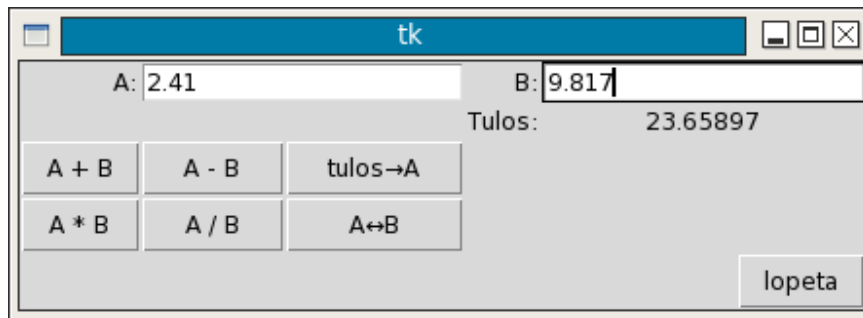 tk
A: 2.41 B: 9.817
Tulos: 23.65897
A + B A - B tulos→A
A * B A / B A↔B
lopeta